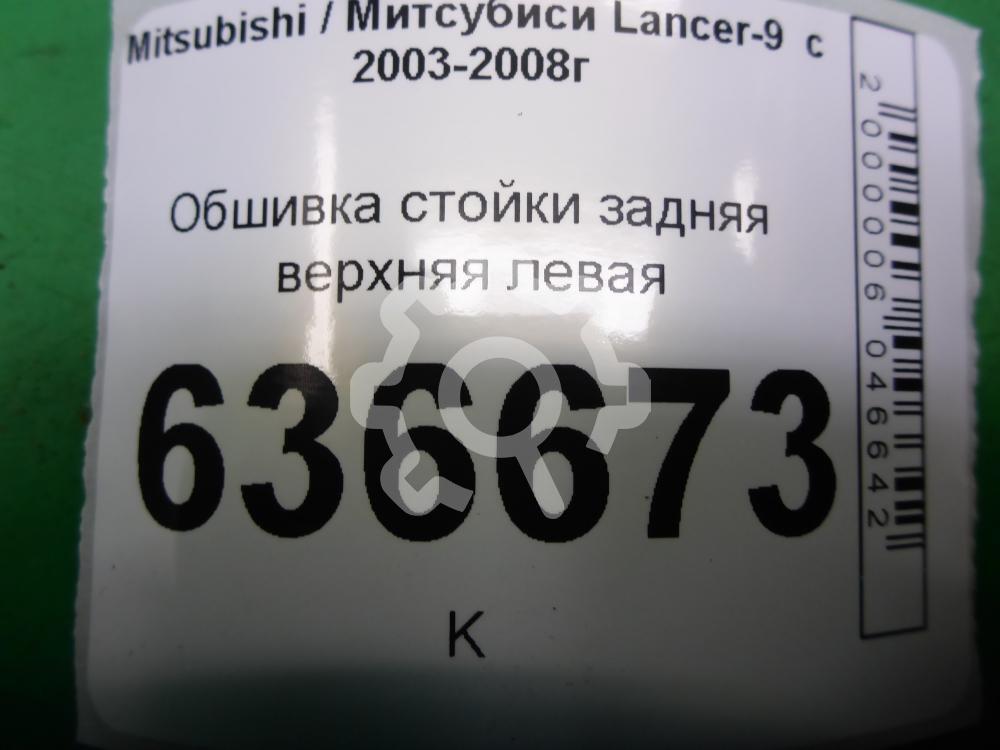 Mitsubishi / Митсубиси Lancer-9 с
2003-2008г
Обшивка стойки задняя
верхняя левая
636673
К
2000006046642